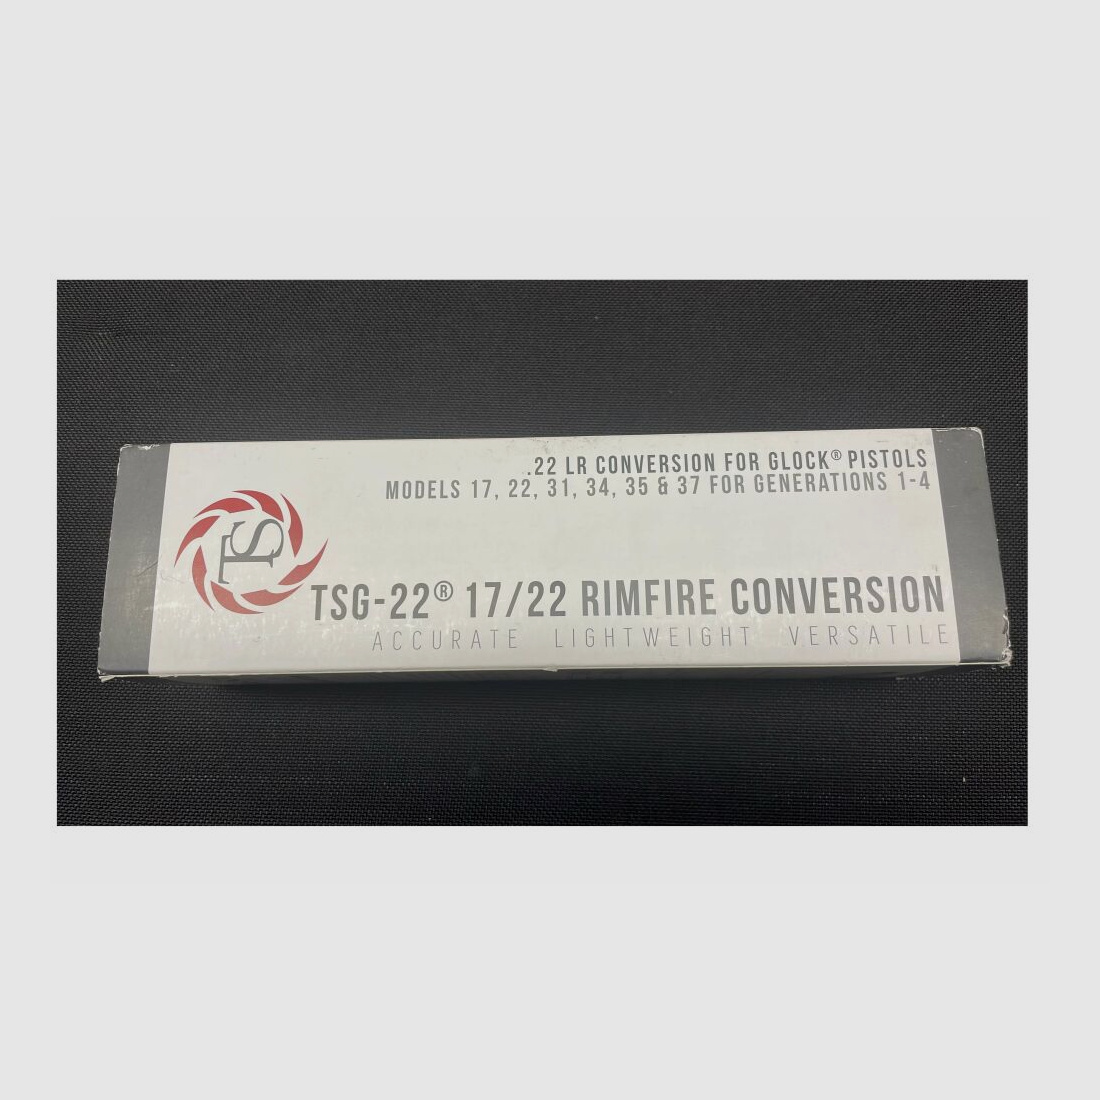 .22 LR CONVERSION FOR GLOCK® PISTOLS
MODELS 17, 22, 31, 34, 35 & 37 FOR GENERATIONS 1-4
TS
TSG-22® 17/22 RIMFIRE CONVERSION
ACCURATE LIGHTWEIGHT VERSATILE